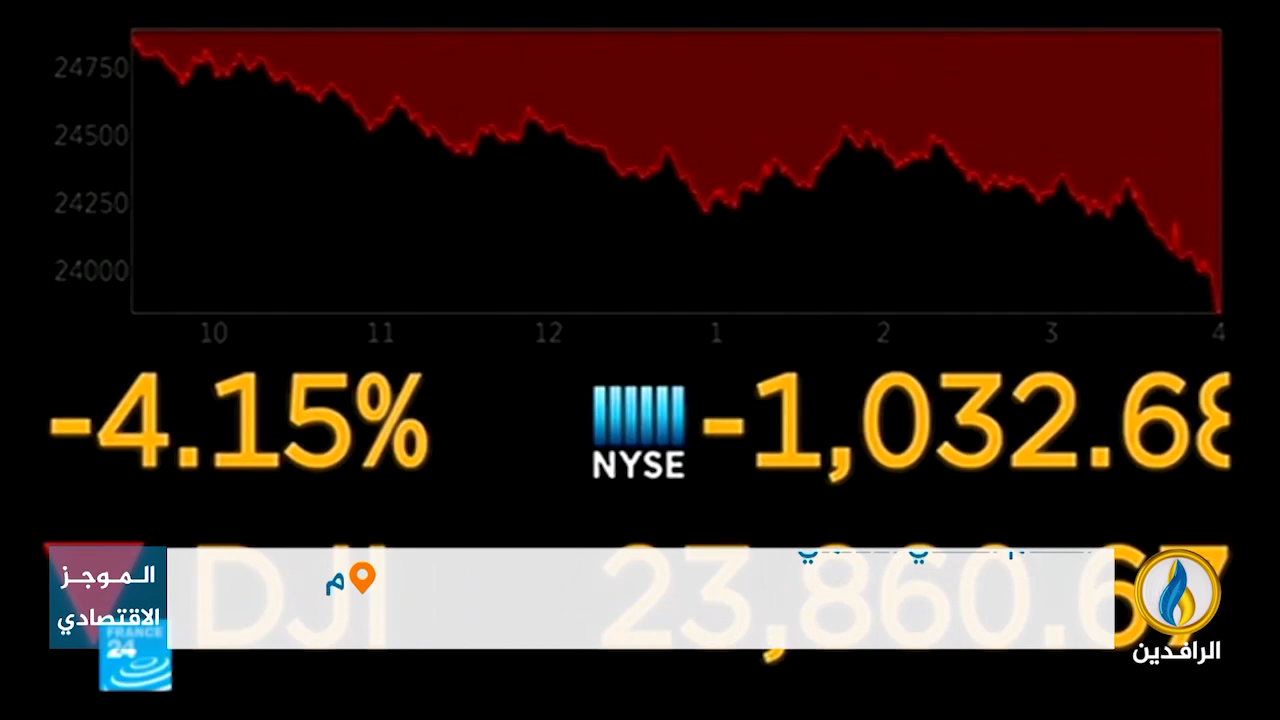 24750
24500
24250
24000
10 11 12 1 2 3 4
-4.15% NYSE -1,032.68
DJI 23,860.67
الموجز
الاقتصادي
م
FRANCE
24
الرافدين